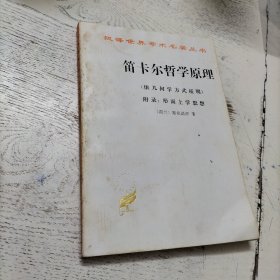 汉译世界学术名著丛书
笛卡尔哲学原理
(依几何学方式证明)
附录：形而上学思想
〔荷兰〕斯宾诺莎 著